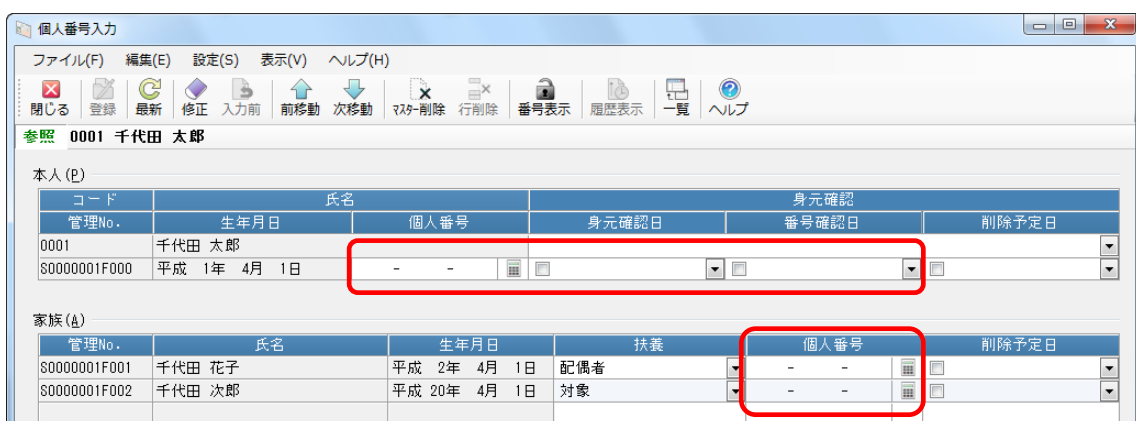 個人番号入力
ファイル(F) 編集(E) 設定(S) 表示(V) ヘルプ(H)
閉じる 登録 最新 修正 入力前 前移動 次移動 ﾏｽﾀｰ削除 行削除 番号表示 履歴表示 一覧 ヘルプ
参照 0001 千代田 太郎
本人(P)
コード 氏名 身元確認
管理No. 生年月日 個人番号 身元確認日 番号確認日 削除予定日
0001 千代田 太郎
S0000001F000 平成 1年 4月 1日 - -
家族(A)
管理No. 氏名 生年月日 扶養 個人番号 削除予定日
S0000001F001 千代田 花子 平成 2年 4月 1日 配偶者 - -
S0000001F002 千代田 次郎 平成 20年 4月 1日 対象 - -